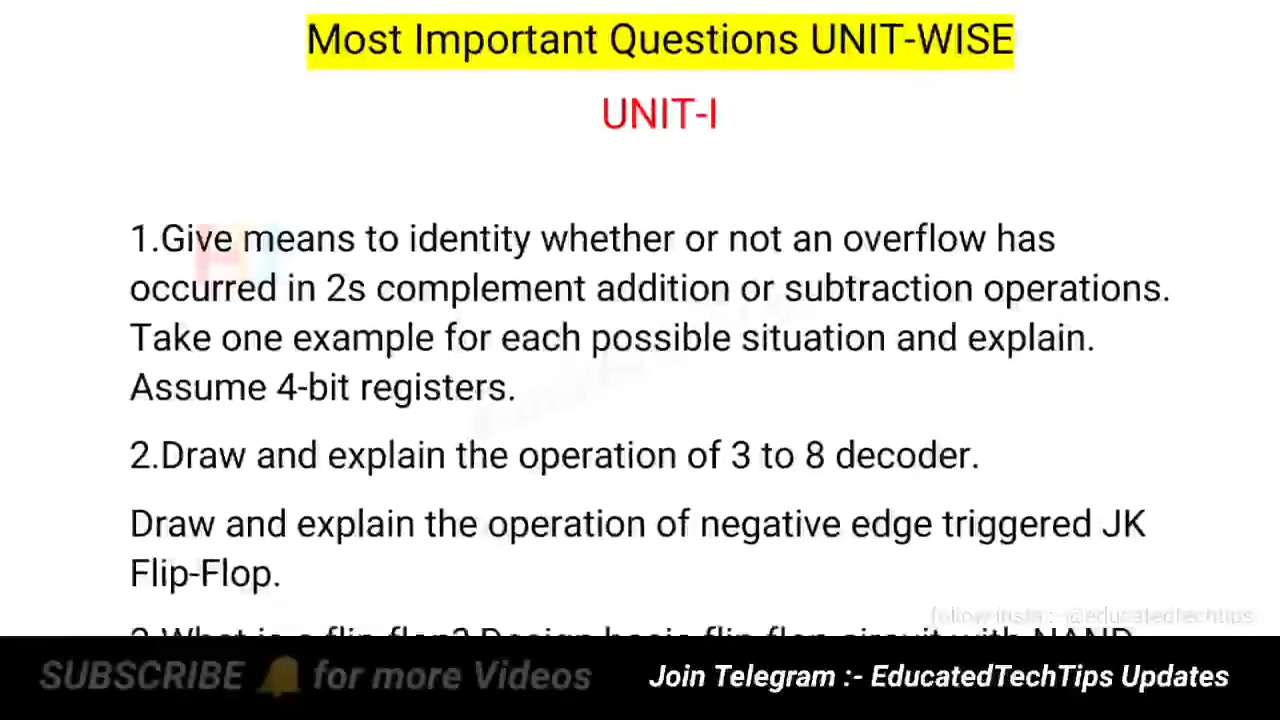 Most Important Questions UNIT-WISE
UNIT-I
1.Give means to identity whether or not an overflow has
occurred in 2s complement addition or subtraction operations.
Take one example for each possible situation and explain.
Assume 4-bit registers.
2.Draw and explain the operation of 3 to 8 decoder.
Draw and explain the operation of negative edge triggered JK
Flip-Flop.
follow insta :- @educatedtechtips
SUBSCRIBE 🔔 for more Videos
Join Telegram :- EducatedTechTips Updates